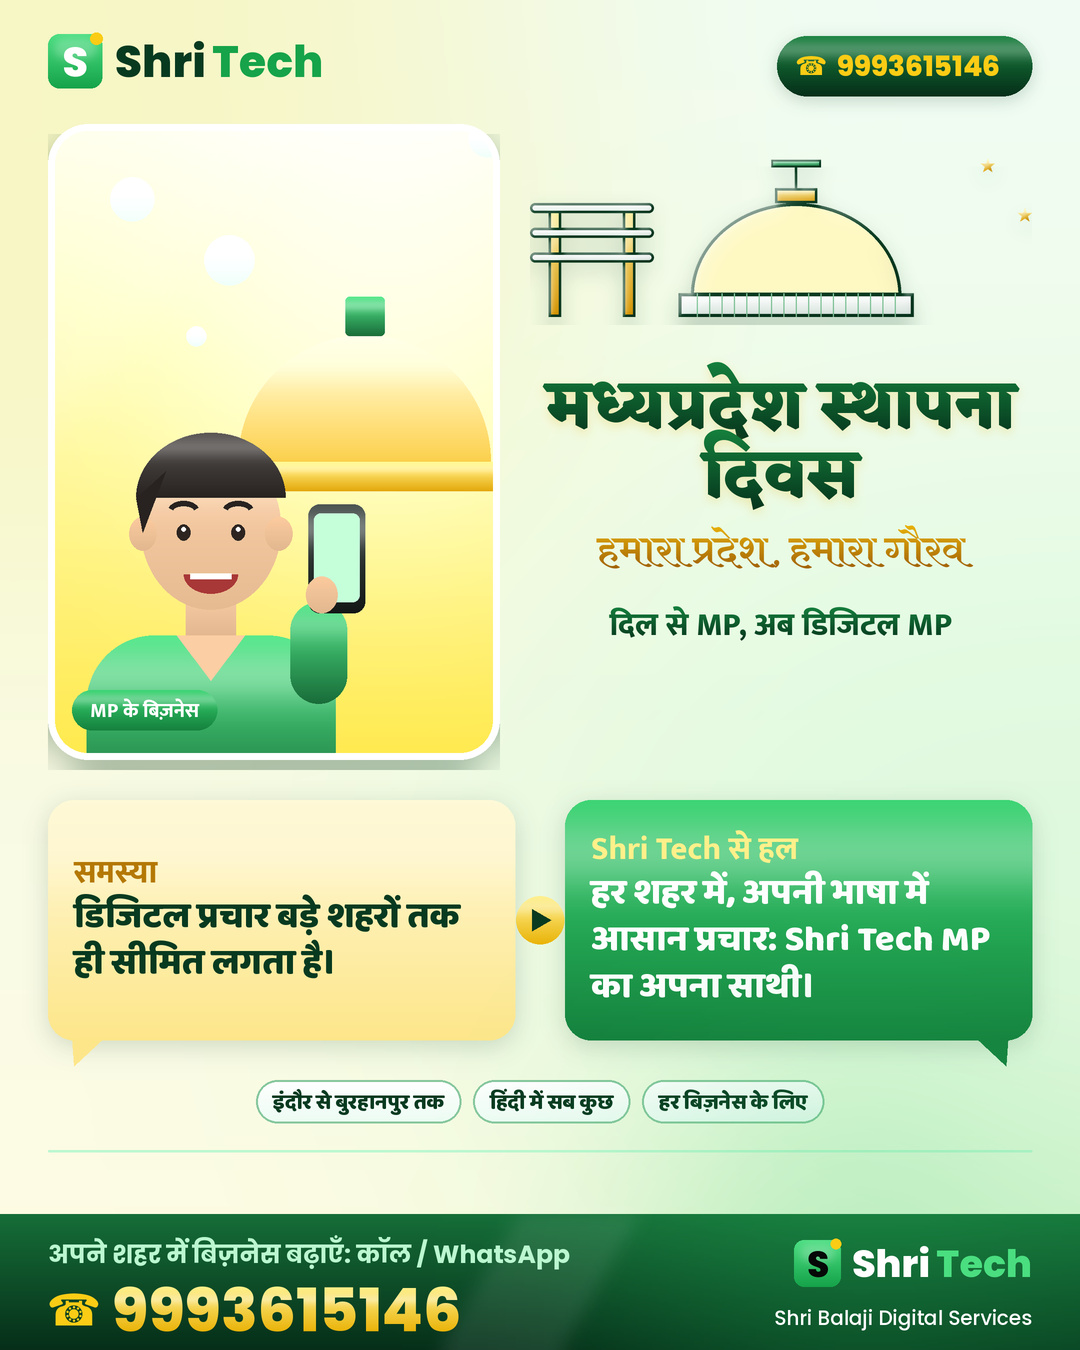 S Shri Tech
☎ 9993615146
मध्यप्रदेश स्थापना
दिवस
हमारा प्रदेश, हमारा गौरव
दिल से MP, अब डिजिटल MP
MP के बिज़नेस
समस्या
डिजिटल प्रचार बड़े शहरों तक
ही सीमित लगता है।
Shri Tech से हल
हर शहर में, अपनी भाषा में
आसान प्रचार: Shri Tech MP
का अपना साथी।
इंदौर से बुरहानपुर तक
हिंदी में सब कुछ
हर बिज़नेस के लिए
अपने शहर में बिज़नेस बढ़ाएँ: कॉल / WhatsApp
☎ 9993615146
S Shri Tech
Shri Balaji Digital Services